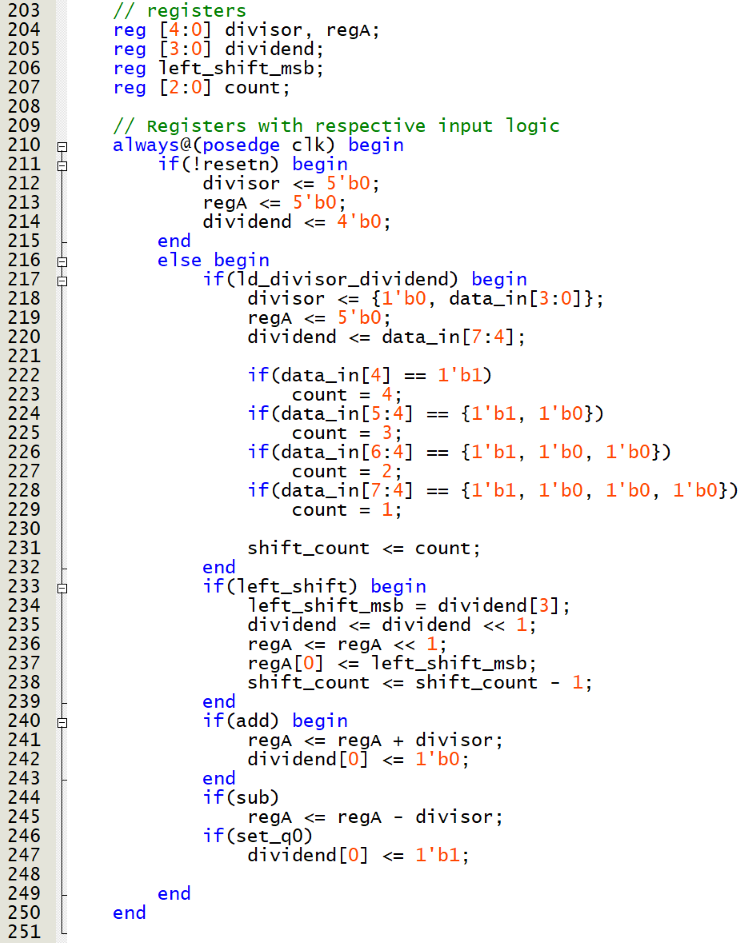 203 // registers
204 reg [4:0] divisor, regA;
205 reg [3:0] dividend;
206 reg left_shift_msb;
207 reg [2:0] count;
208
209 // Registers with respective input logic
210 always@(posedge clk) begin
211 if(!resetn) begin
212 divisor <= 5'b0;
213 regA <= 5'b0;
214 dividend <= 4'b0;
215 end
216 else begin
217 if(ld_divisor_dividend) begin
218 divisor <= {1'b0, data_in[3:0]};
219 regA <= 5'b0;
220 dividend <= data_in[7:4];
221
222 if(data_in[4] == 1'b1)
223 count = 4;
224 if(data_in[5:4] == {1'b1, 1'b0})
225 count = 3;
226 if(data_in[6:4] == {1'b1, 1'b0, 1'b0})
227 count = 2;
228 if(data_in[7:4] == {1'b1, 1'b0, 1'b0, 1'b0})
229 count = 1;
230
231 shift_count <= count;
232 end
233 if(left_shift) begin
234 left_shift_msb = dividend[3];
235 dividend <= dividend << 1;
236 regA <= regA << 1;
237 regA[0] <= left_shift_msb;
238 shift_count <= shift_count - 1;
239 end
240 if(add) begin
241 regA <= regA + divisor;
242 dividend[0] <= 1'b0;
243 end
244 if(sub)
245 regA <= regA - divisor;
246 if(set_q0)
247 dividend[0] <= 1'b1;
248
249 end
250 end
251